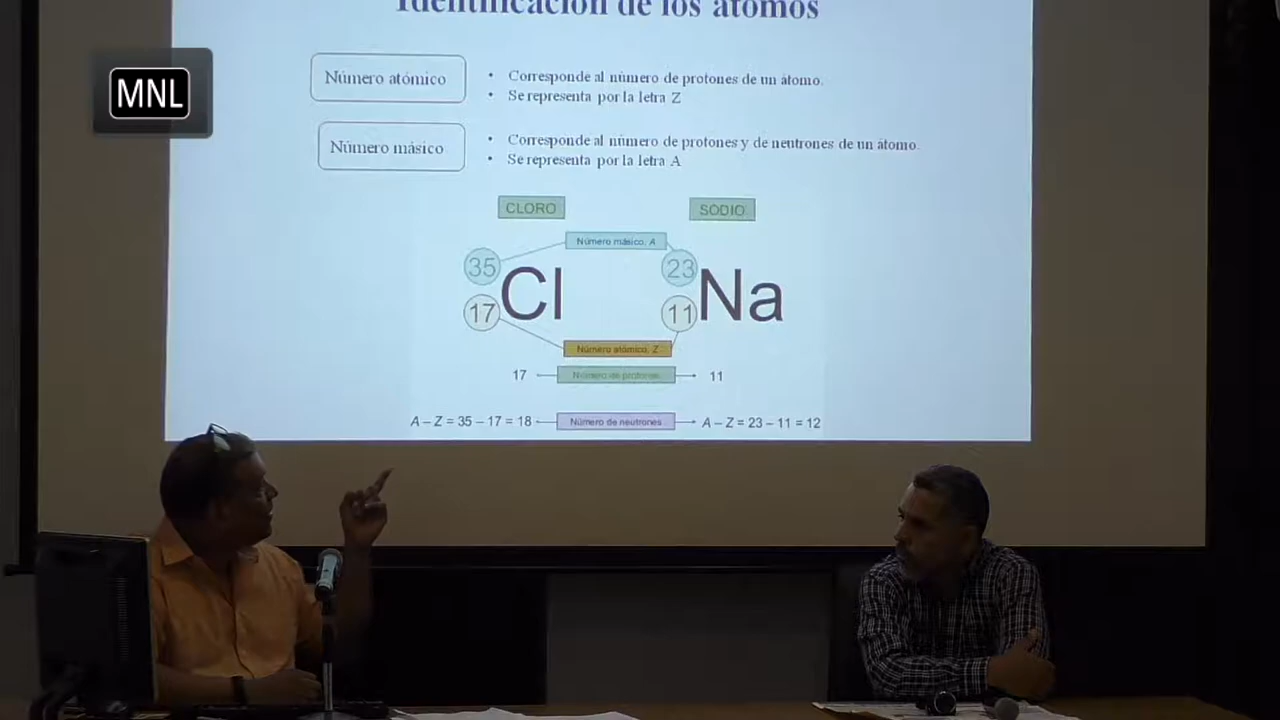 Identificación de los átomos
MNL
Número atómico
• Corresponde al número de protones de un átomo.
• Se representa por la letra Z
Número másico
• Corresponde al número de protones y de neutrones de un átomo.
• Se representa por la letra A
CLORO
SODIO
Número másico, A
35
Cl
23
Na
17
11
Número atómico, Z
17
Número de protones
11
A – Z = 35 – 17 = 18
Número de neutrones
A – Z = 23 – 11 = 12